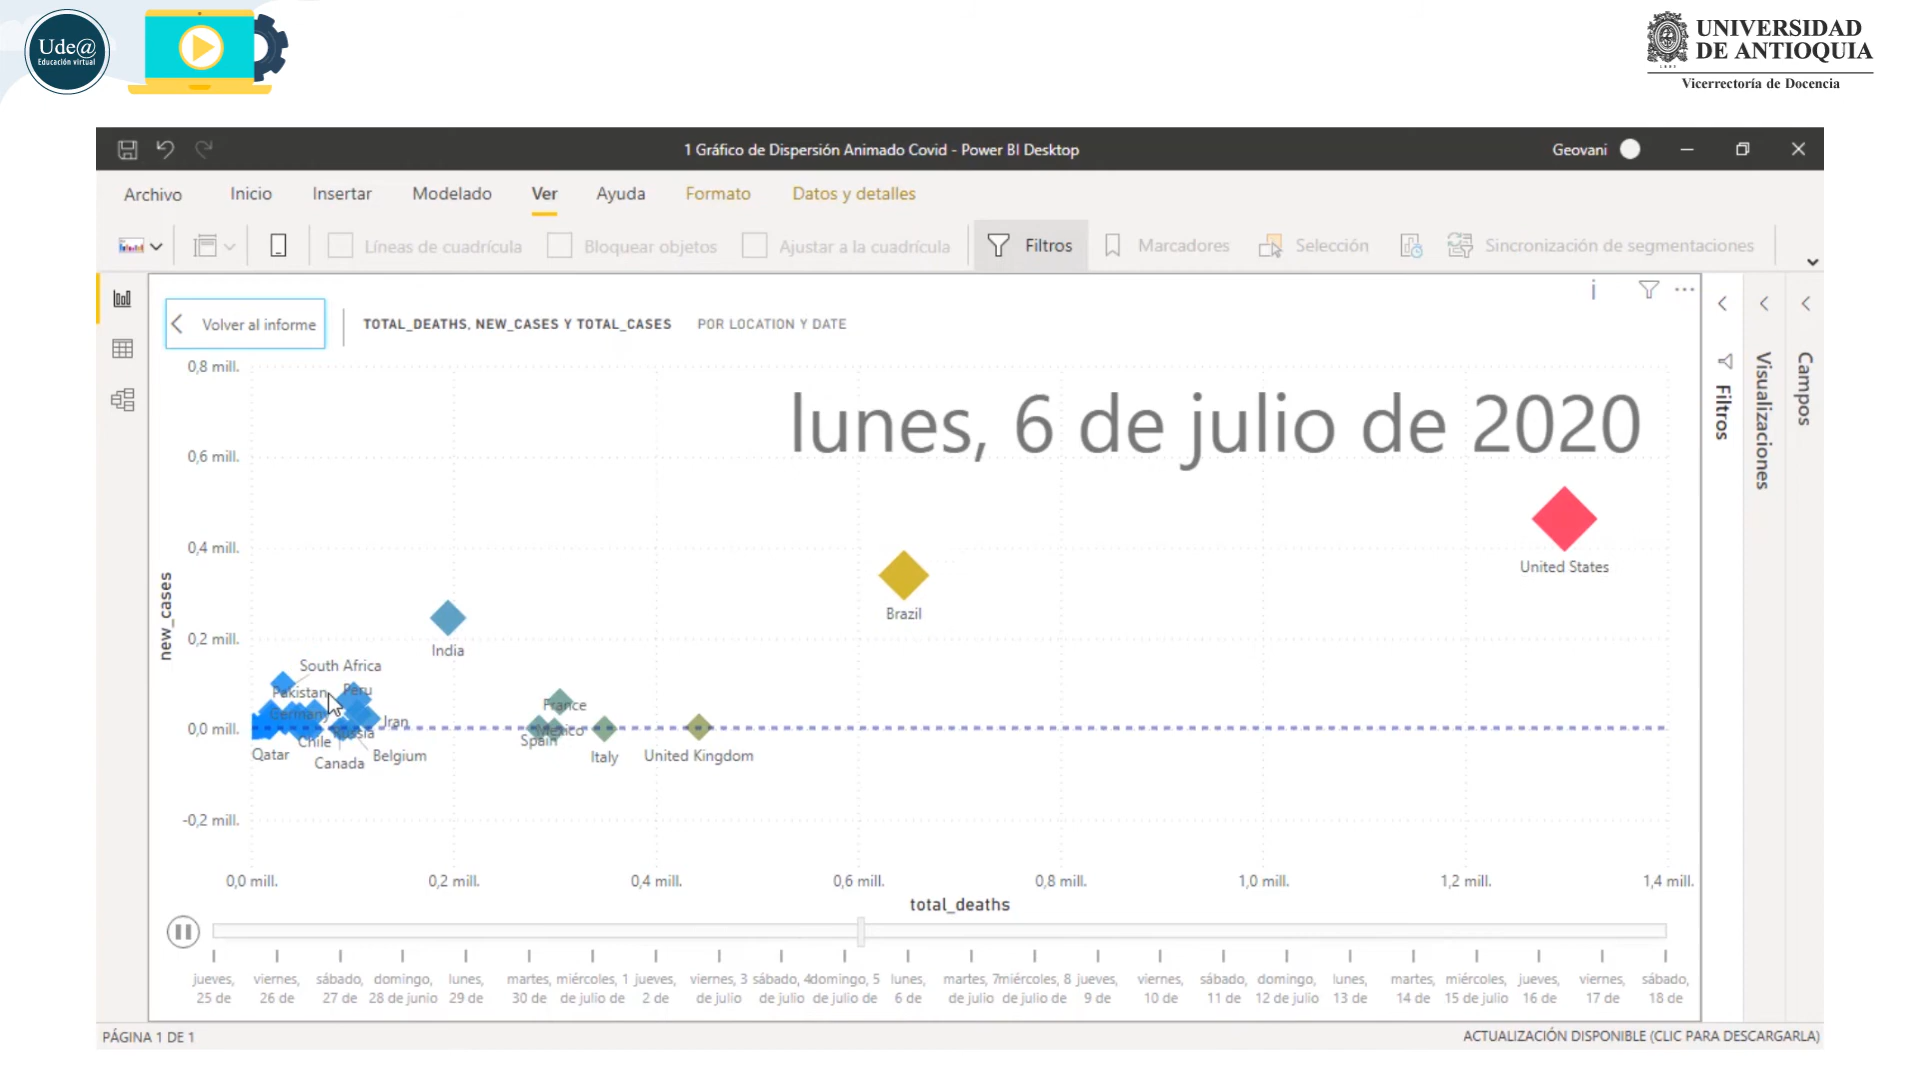 Ude@
Educación virtual
UNIVERSIDAD
DE ANTIOQUIA
1803
Vicerrectoría de Docencia
1 Gráfico de Dispersión Animado Covid - Power BI Desktop
Geovani
Archivo Inicio Insertar Modelado Ver Ayuda Formato Datos y detalles
Líneas de cuadrícula Bloquear objetos Ajustar a la cuadrícula Filtros Marcadores Selección Sincronización de segmentaciones
Volver al informe
TOTAL_DEATHS, NEW_CASES Y TOTAL_CASES POR LOCATION Y DATE
lunes, 6 de julio de 2020
0,8 mill.
0,6 mill.
0,4 mill.
0,2 mill.
0,0 mill.
-0,2 mill.
new_cases
United States
Brazil
India
South Africa
Pakistan
Peru
Germany
France
Iran
Mexico
Russia
Spain
Chile
Qatar
Canada
Belgium
Italy
United Kingdom
0,0 mill. 0,2 mill. 0,4 mill. 0,6 mill. 0,8 mill. 1,0 mill. 1,2 mill. 1,4 mill.
total_deaths
jueves, viernes, sábado, domingo, lunes, martes, miércoles, 1 jueves, viernes, 3 sábado, 4 domingo, 5 lunes, martes, 7 miércoles, 8 jueves, viernes, sábado, domingo, lunes, martes, miércoles, jueves, viernes, sábado,
25 de 26 de 27 de 28 de junio 29 de 30 de de julio de 2 de de julio de julio de julio de 6 de de julio de julio de 9 de 10 de 11 de 12 de julio 13 de 14 de 15 de julio 16 de 17 de 18 de
Filtros
Visualizaciones
Campos
PÁGINA 1 DE 1
ACTUALIZACIÓN DISPONIBLE (CLIC PARA DESCARGARLA)